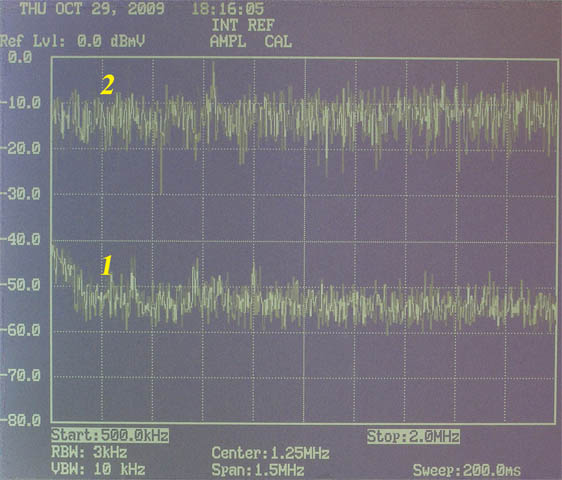 THU OCT 29, 2009 18:16:05
INT REF
Ref Lvl: 0.0 dBmV AMPL CAL
0.0
2
-10.0
-20.0
-30.0
-40.0
1
-50.0
-60.0
-70.0
-80.0
Start:500.0kHz Stop:2.0MHz
RBW: 3kHz Center:1.25MHz
VBW: 10 kHz Span:1.5MHz Sweep:200.0ms